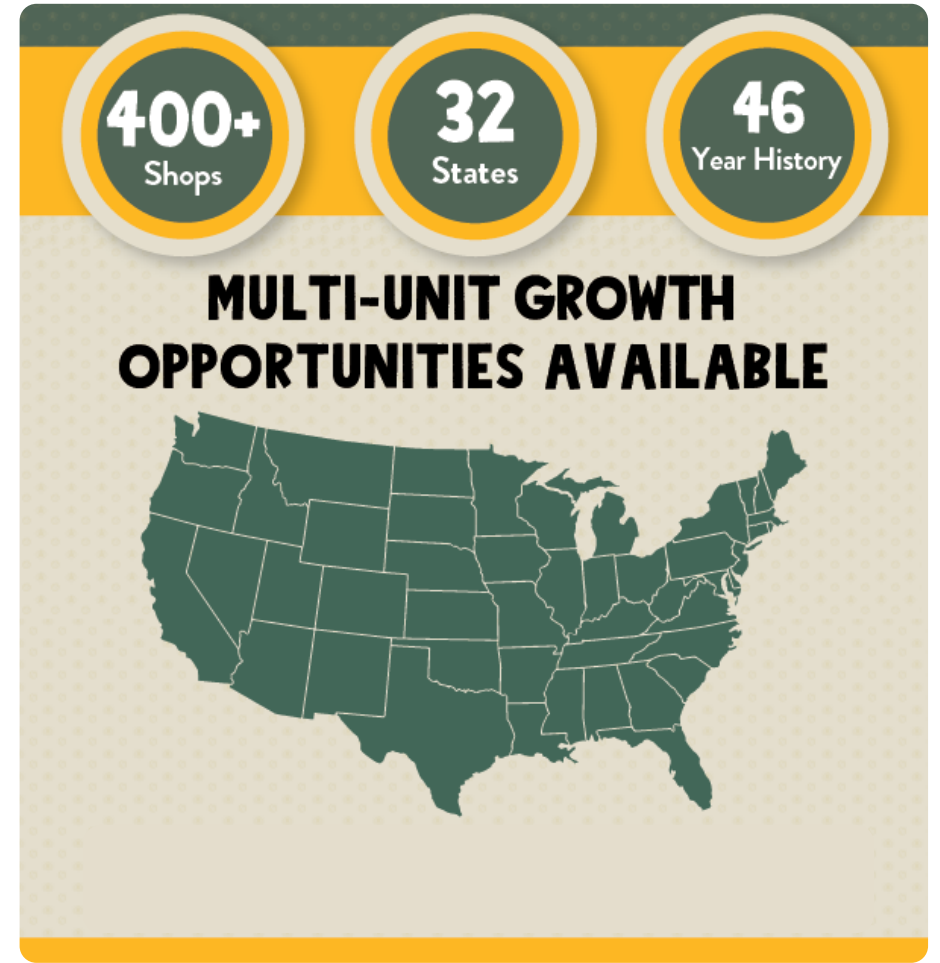 400+
Shops
32
States
46
Year History
MULTI-UNIT GROWTH
OPPORTUNITIES AVAILABLE